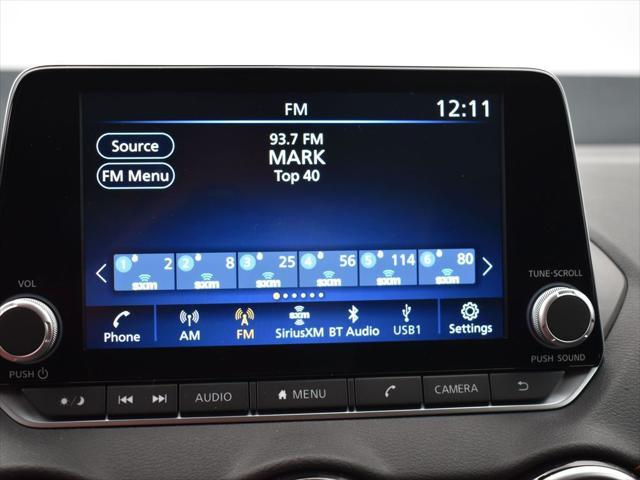 FM
12:11
Source
93.7 FM
MARK
FM Menu
Top 40
1 2
sxm
2 8
sxm
3 25
sxm
4 56
sxm
5 114
sxm
6 80
sxm
VOL
TUNE-SCROLL
Phone
AM
FM
sxm
SiriusXM
BT Audio
USB1
Settings
PUSH
PUSH SOUND
AUDIO
MENU
CAMERA